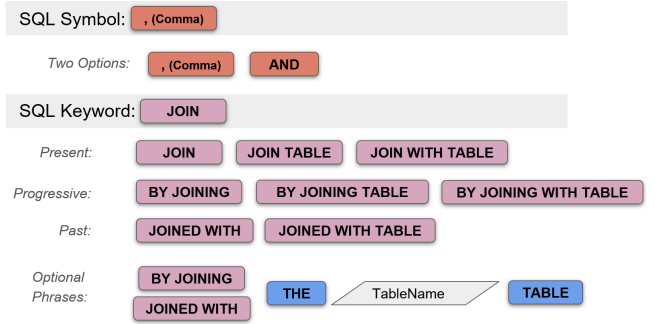 SQL Symbol: , (Comma)
Two Options: , (Comma) AND
SQL Keyword: JOIN
Present: JOIN JOIN TABLE JOIN WITH TABLE
Progressive: BY JOINING BY JOINING TABLE BY JOINING WITH TABLE
Past: JOINED WITH JOINED WITH TABLE
Optional Phrases: BY JOINING JOINED WITH THE TableName TABLE